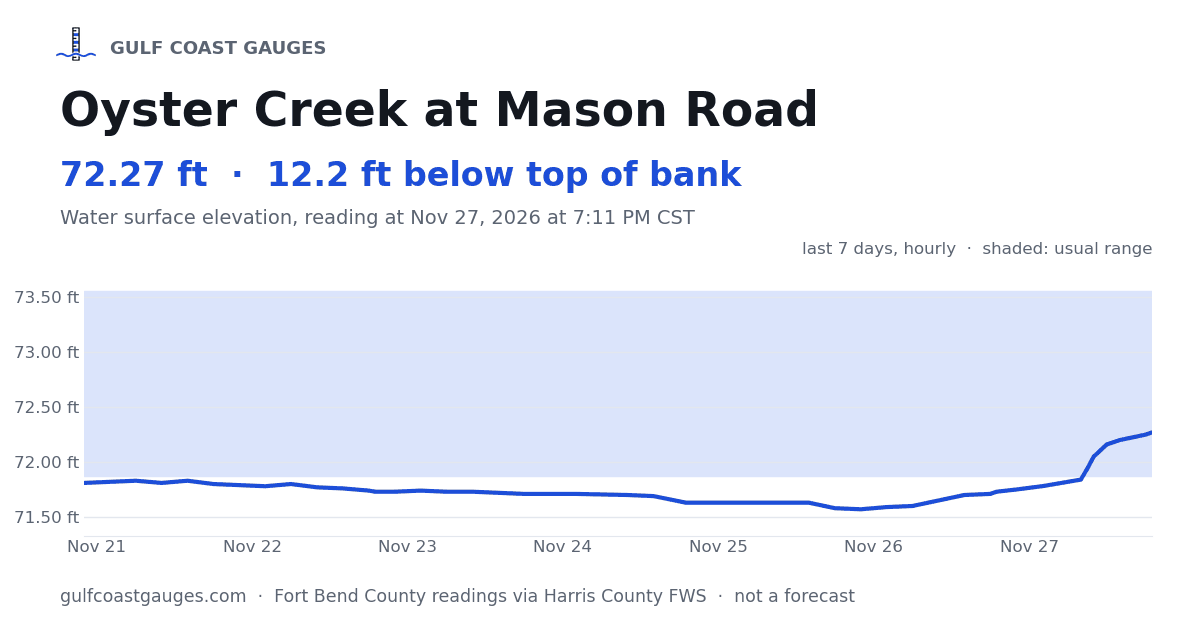 GULF COAST GAUGES
Oyster Creek at Mason Road
72.27 ft · 12.2 ft below top of bank
Water surface elevation, reading at Nov 27, 2026 at 7:11 PM CST
last 7 days, hourly · shaded: usual range
73.50 ft
73.00 ft
72.50 ft
72.00 ft
71.50 ft
Nov 21 Nov 22 Nov 23 Nov 24 Nov 25 Nov 26 Nov 27
gulfcoastgauges.com · Fort Bend County readings via Harris County FWS · not a forecast